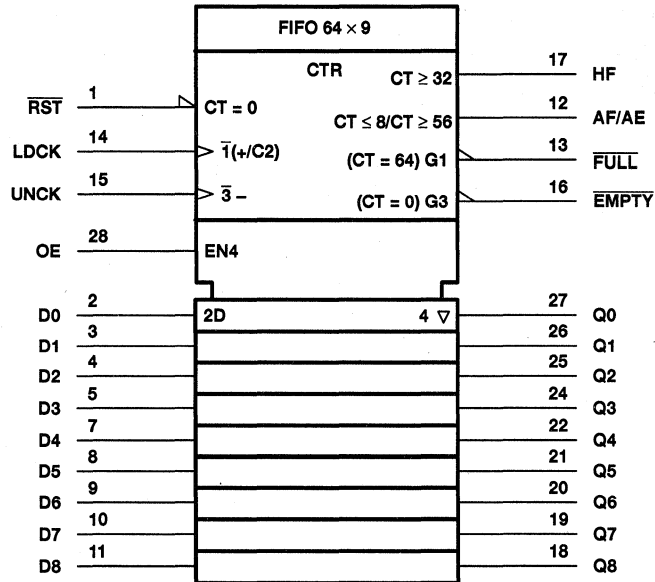 FIFO 64 × 9
CTR
CT ≥ 32 17 HF
R̅S̅T̅ 1 CT = 0
CT ≤ 8/CT ≥ 56 12 AF/AE
LDCK 14 1̅(+/C2)
(CT = 64) G1 13 F̅U̅L̅L̅
UNCK 15 3̅ –
(CT = 0) G3 16 E̅M̅P̅T̅Y̅
OE 28 EN4
D0 2 2D 4 ▽ 27 Q0
D1 3 26 Q1
D2 4 25 Q2
D3 5 24 Q3
D4 7 22 Q4
D5 8 21 Q5
D6 9 20 Q6
D7 10 19 Q7
D8 11 18 Q8